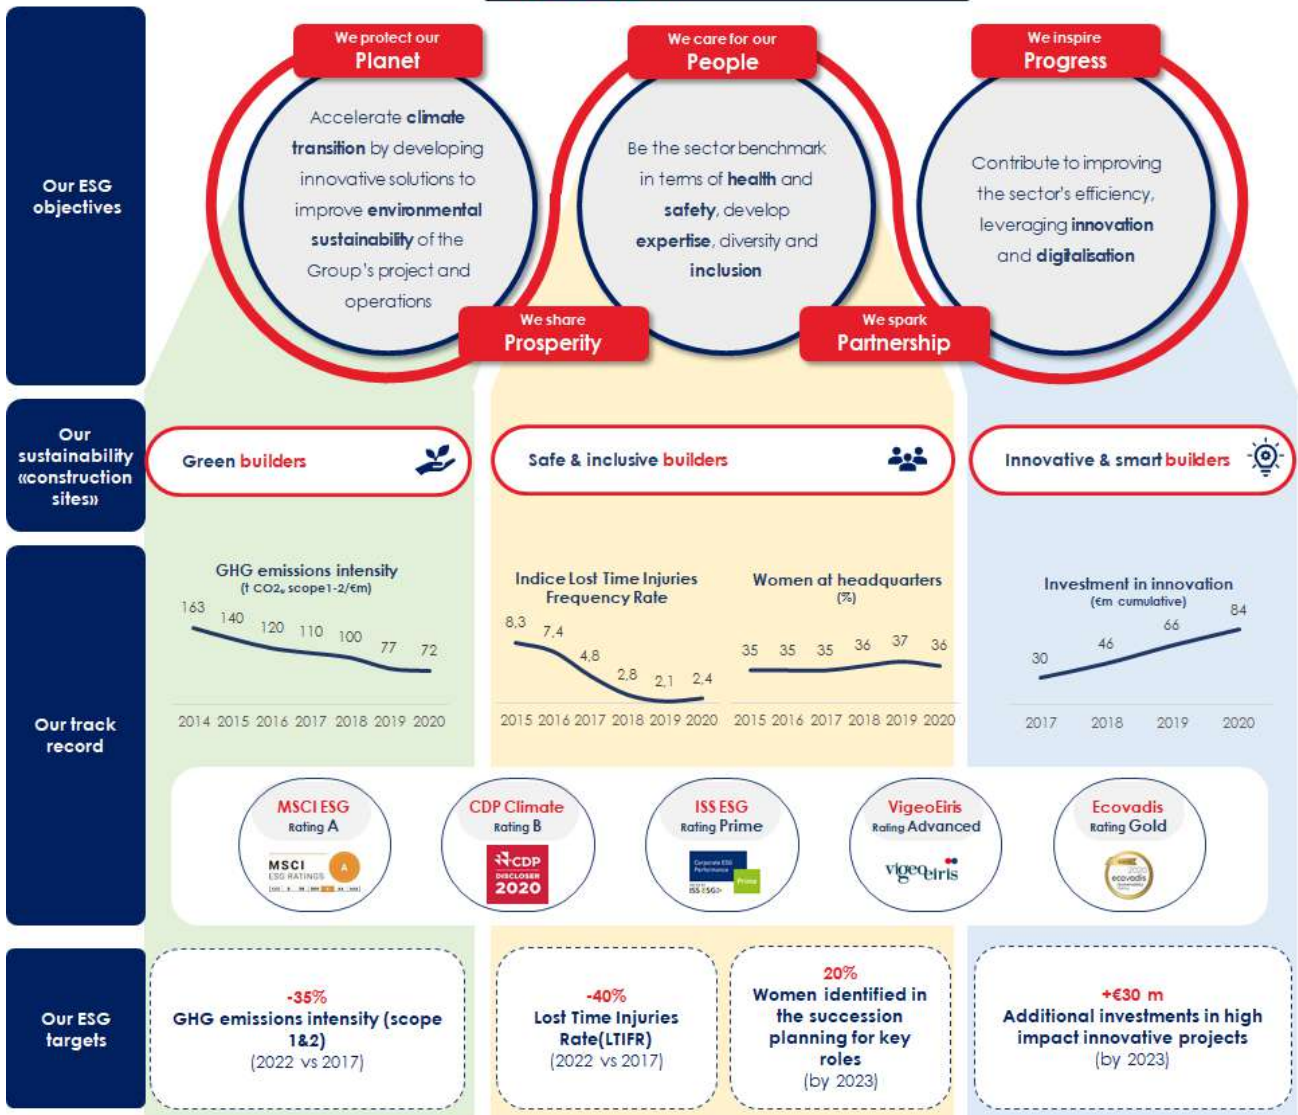 Our ESG
objectives
We protect our
Planet
Accelerate climate
transition by developing
innovative solutions to
improve environmental
sustainability of the
Group's project and
operations
We care for our
People
Be the sector benchmark
in terms of health and
safety, develop
expertise, diversity and
inclusion
We inspire
Progress
Contribute to improving
the sector's efficiency,
leveraging innovation
and digitalisation
We share
Prosperity
We spark
Partnership
Our
sustainability
«construction
sites»
Green builders
Safe & inclusive builders
Innovative & smart builders
Our track
record
GHG emissions intensity
(t CO2e scope1-2/€m)
163
140
120
110
100
77
72
2014 2015 2016 2017 2018 2019 2020
Indice Lost Time Injuries
Frequency Rate
8,3
7,4
4,8
2,8
2,1
2,4
2015 2016 2017 2018 2019 2020
Women at headquarters
(%)
35 35 35 36 37 36
2015 2016 2017 2018 2019 2020
Investment in innovation
(€m cumulative)
30
46
66
84
2017 2018 2019 2020
MSCI ESG
Rating A
MSCI
ESG RATINGS
A
CDP Climate
Rating B
CDP
DISCLOSER
2020
ISS ESG
Rating Prime
Corporate ESG
Performance
Prime
ISS ESG
VigeoEiris
Rating Advanced
vigeo eiris
Ecovadis
Rating Gold
2020
ecovadis
Our ESG
targets
-35%
GHG emissions intensity (scope
1&2)
(2022 vs 2017)
-40%
Lost Time Injuries
Rate(LTIFR)
(2022 vs 2017)
20%
Women identified in
the succession
planning for key
roles
(by 2023)
+€30 m
Additional investments in high
impact innovative projects
(by 2023)